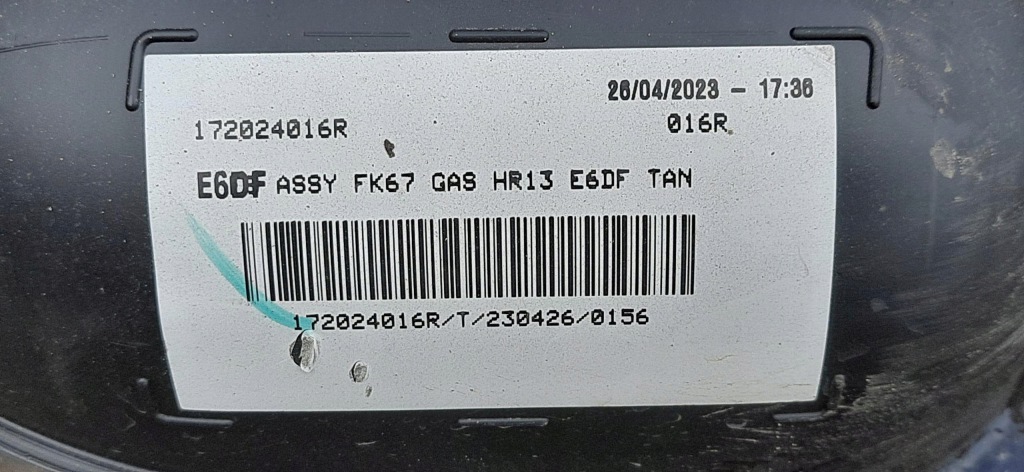 26/04/2023 - 17:36
172024016R 016R
E6DF ASSY FK67 GAS HR13 E6DF TAN
172024016R/T/230426/0156